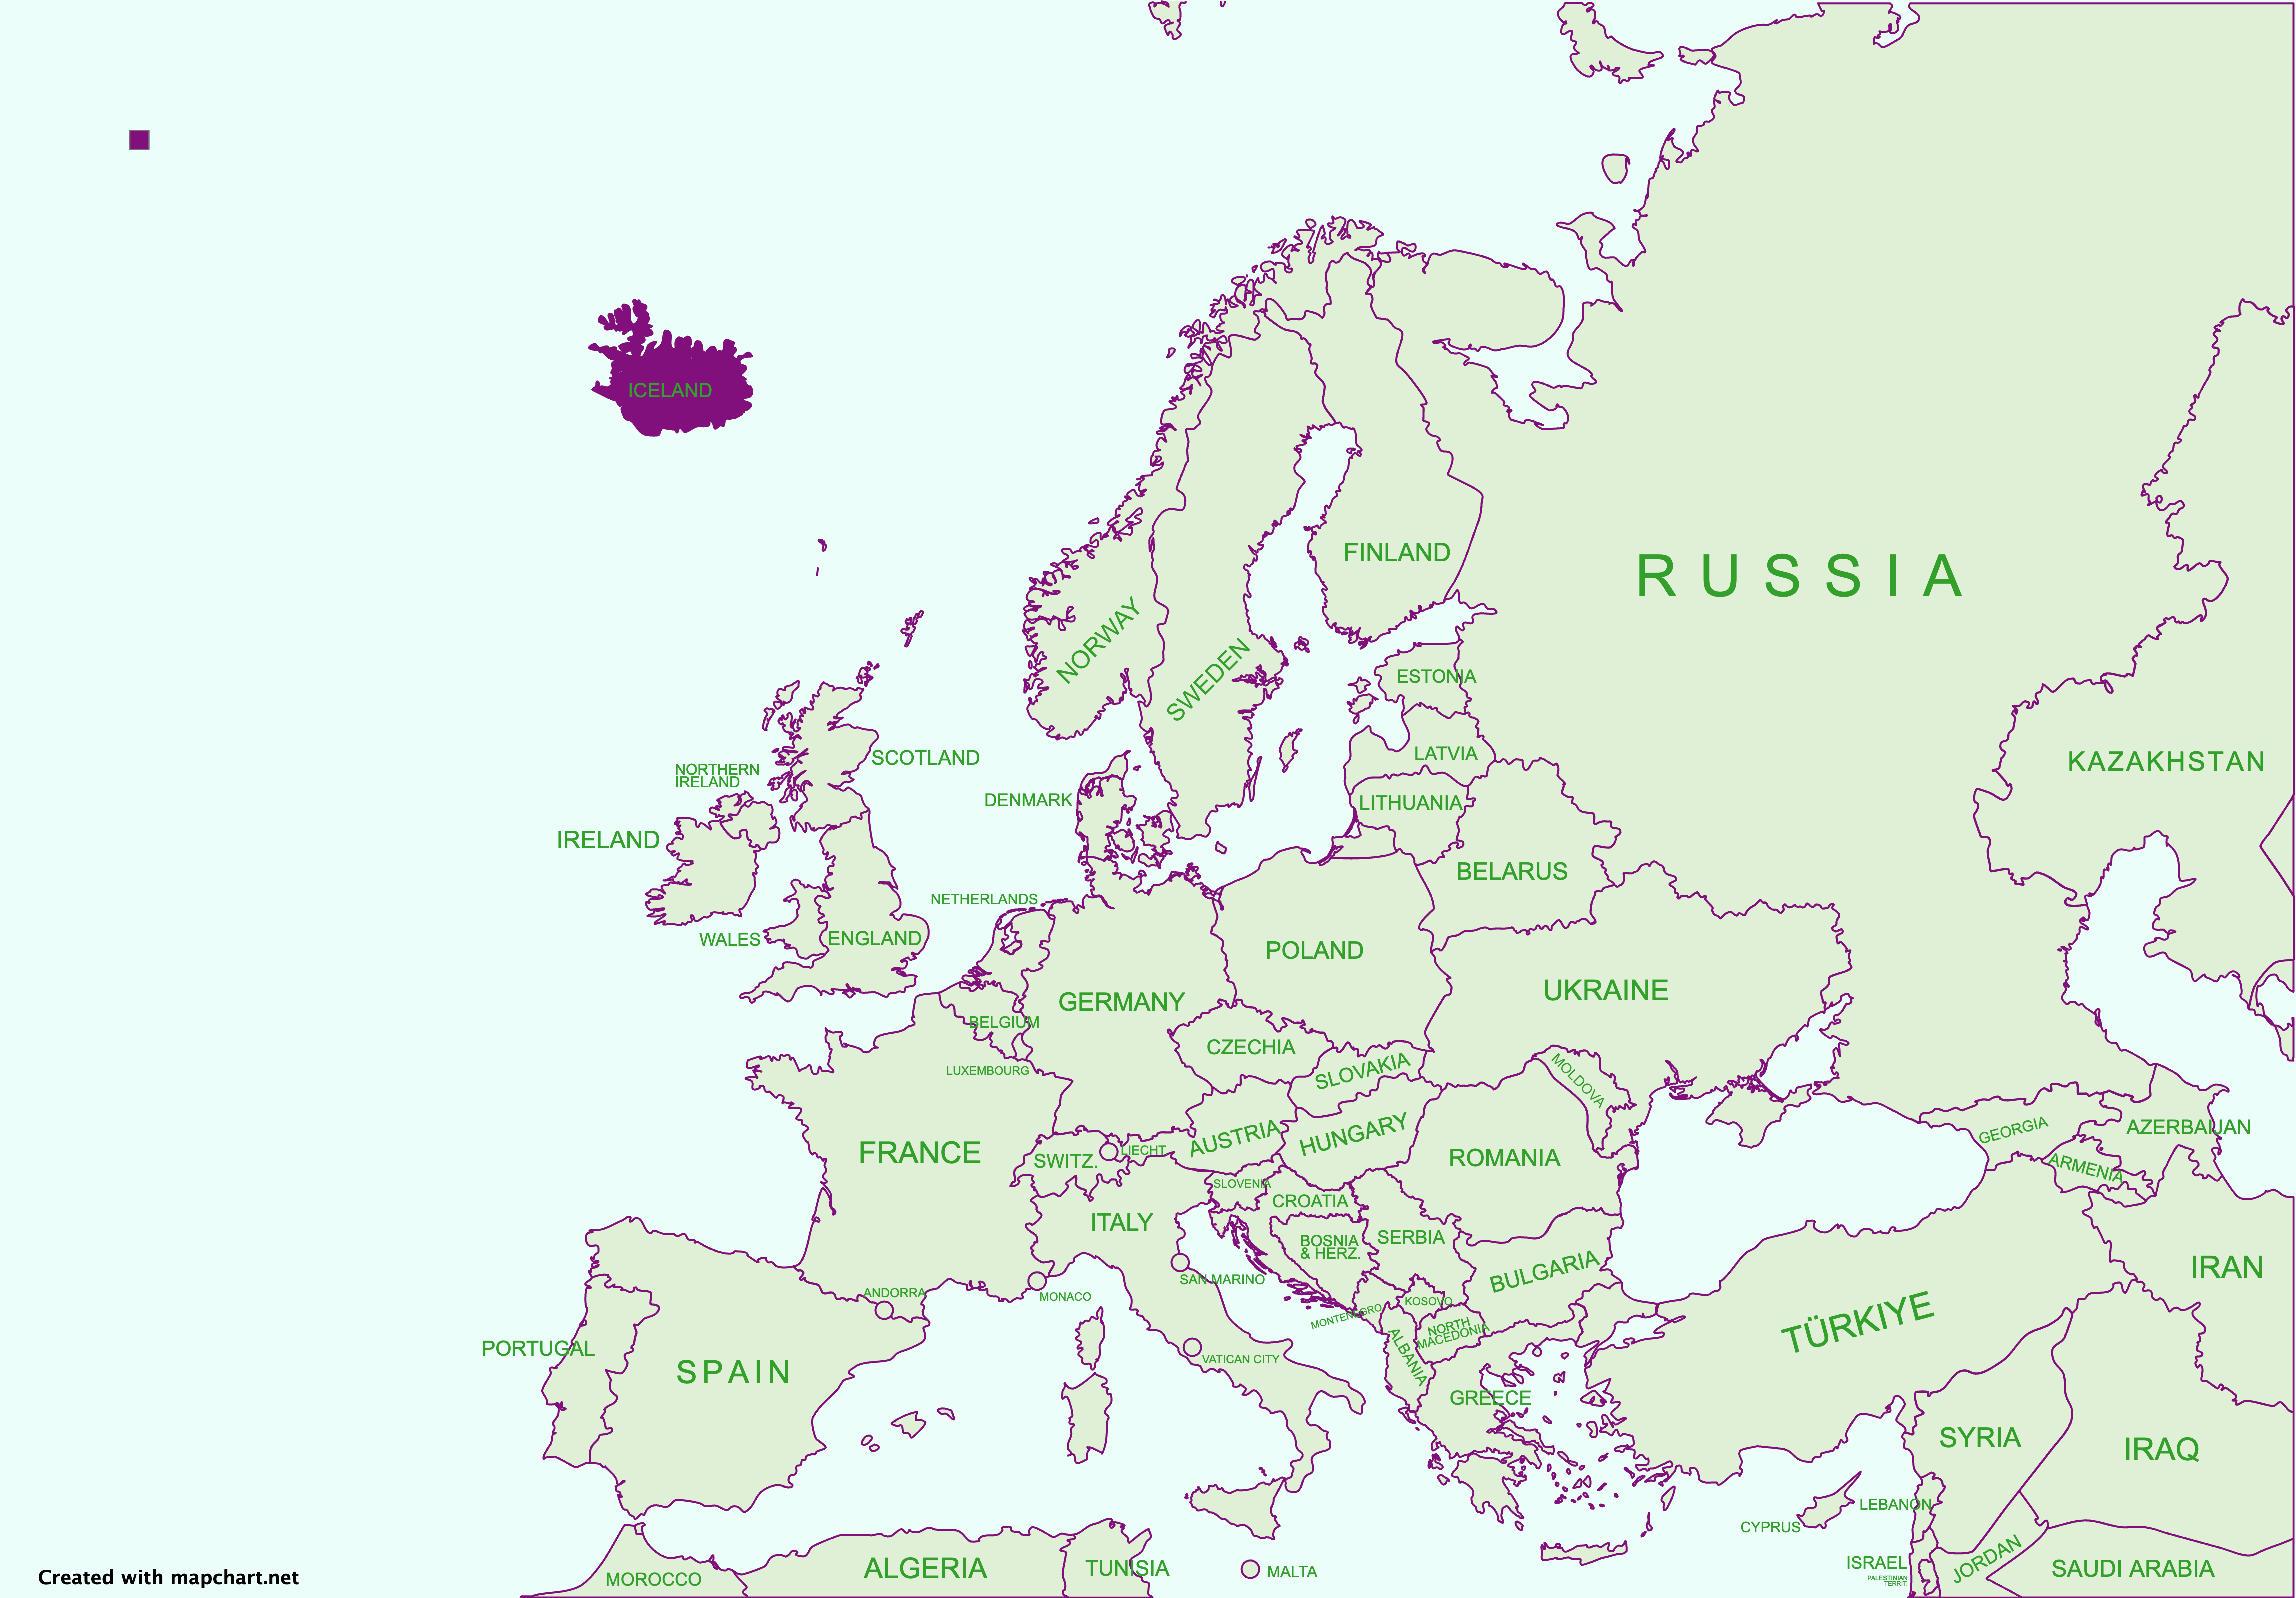 ICELAND
FINLAND
RUSSIA
NORWAY
SWEDEN
ESTONIA
SCOTLAND
LATVIA
KAZAKHSTAN
NORTHERN
IRELAND
DENMARK
LITHUANIA
IRELAND
BELARUS
NETHERLANDS
WALES
ENGLAND
POLAND
GERMANY
UKRAINE
BELGIUM
CZECHIA
LUXEMBOURG
SLOVAKIA
MOLDOVA
FRANCE
LIECHT.
SWITZ.
AUSTRIA
HUNGARY
ROMANIA
GEORGIA
AZERBAIJAN
ARMENIA
SLOVENIA
CROATIA
ITALY
BOSNIA
& HERZ.
SERBIA
SAN MARINO
BULGARIA
IRAN
ANDORRA
MONACO
MONTENEGRO
KOSOVO
NORTH
MACEDONIA
TÜRKIYE
PORTUGAL
SPAIN
VATICAN CITY
ALBANIA
GREECE
SYRIA
IRAQ
LEBANON
CYPRUS
ISRAEL
PALESTINIAN
TERRIT.
JORDAN
SAUDI ARABIA
MOROCCO
ALGERIA
TUNISIA
MALTA
Created with mapchart.net